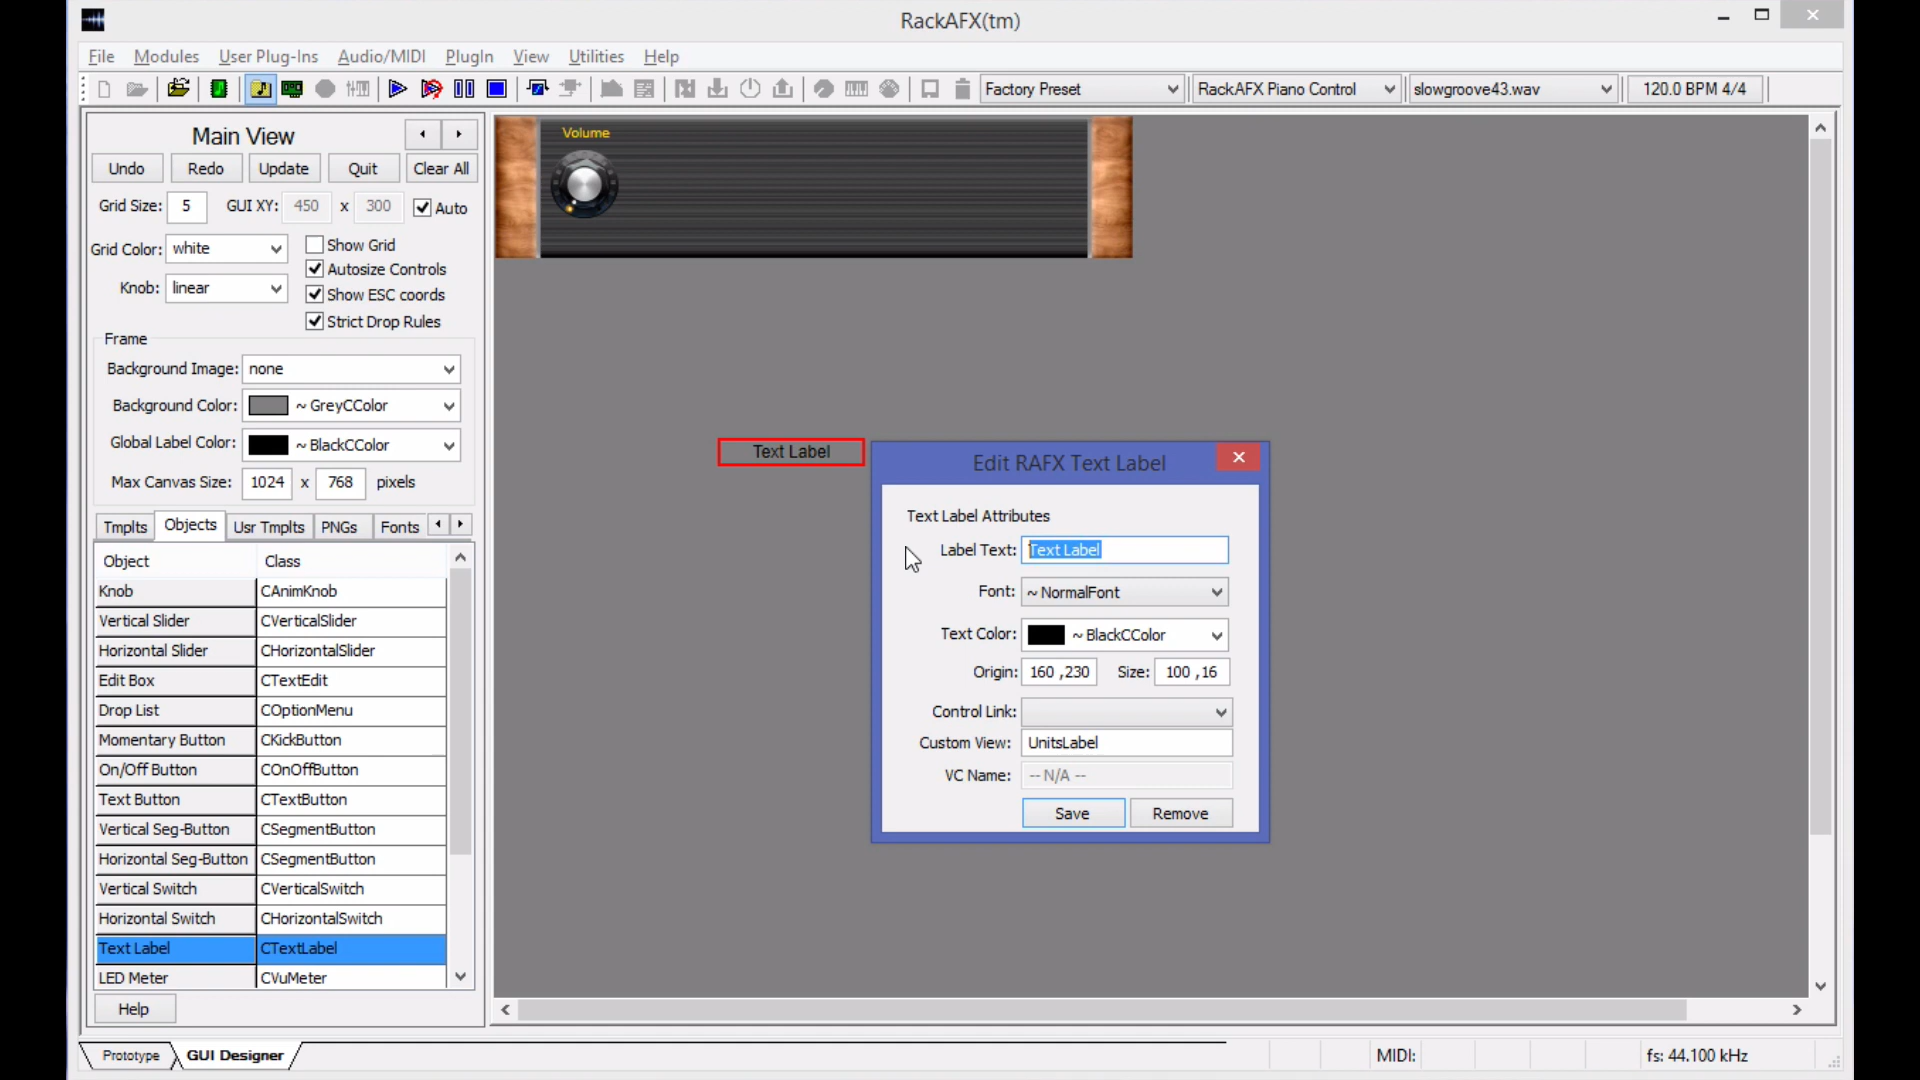 RackAFX(tm)
File Modules User Plug-Ins Audio/MIDI PlugIn View Utilities Help
Factory Preset RackAFX Piano Control slowgroove43.wav 120.0 BPM 4/4
Main View
Undo Redo Update Quit Clear All
Grid Size: 5 GUI XY: 450 x 300 Auto
Grid Color: white Show Grid
Autosize Controls
Knob: linear Show ESC coords
Strict Drop Rules
Frame
Background Image: none
Background Color: ~ GreyCColor
Global Label Color: ~ BlackCColor
Max Canvas Size: 1024 x 768 pixels
Tmplts Objects Usr Tmplts PNGs Fonts
Object Class
Knob CAnimKnob
Vertical Slider CVerticalSlider
Horizontal Slider CHorizontalSlider
Edit Box CTextEdit
Drop List COptionMenu
Momentary Button CKickButton
On/Off Button COnOffButton
Text Button CTextButton
Vertical Seg-Button CSegmentButton
Horizontal Seg-Button CSegmentButton
Vertical Switch CVerticalSwitch
Horizontal Switch CHorizontalSwitch
Text Label CTextLabel
LED Meter CVuMeter
Help
Volume
Text Label
Edit RAFX Text Label
Text Label Attributes
Label Text: Text Label
Font: ~ NormalFont
Text Color: ~ BlackCColor
Origin: 160 ,230 Size: 100 ,16
Control Link:
Custom View: UnitsLabel
VC Name: -- N/A --
Save Remove
Prototype GUI Designer
MIDI: fs: 44.100 kHz